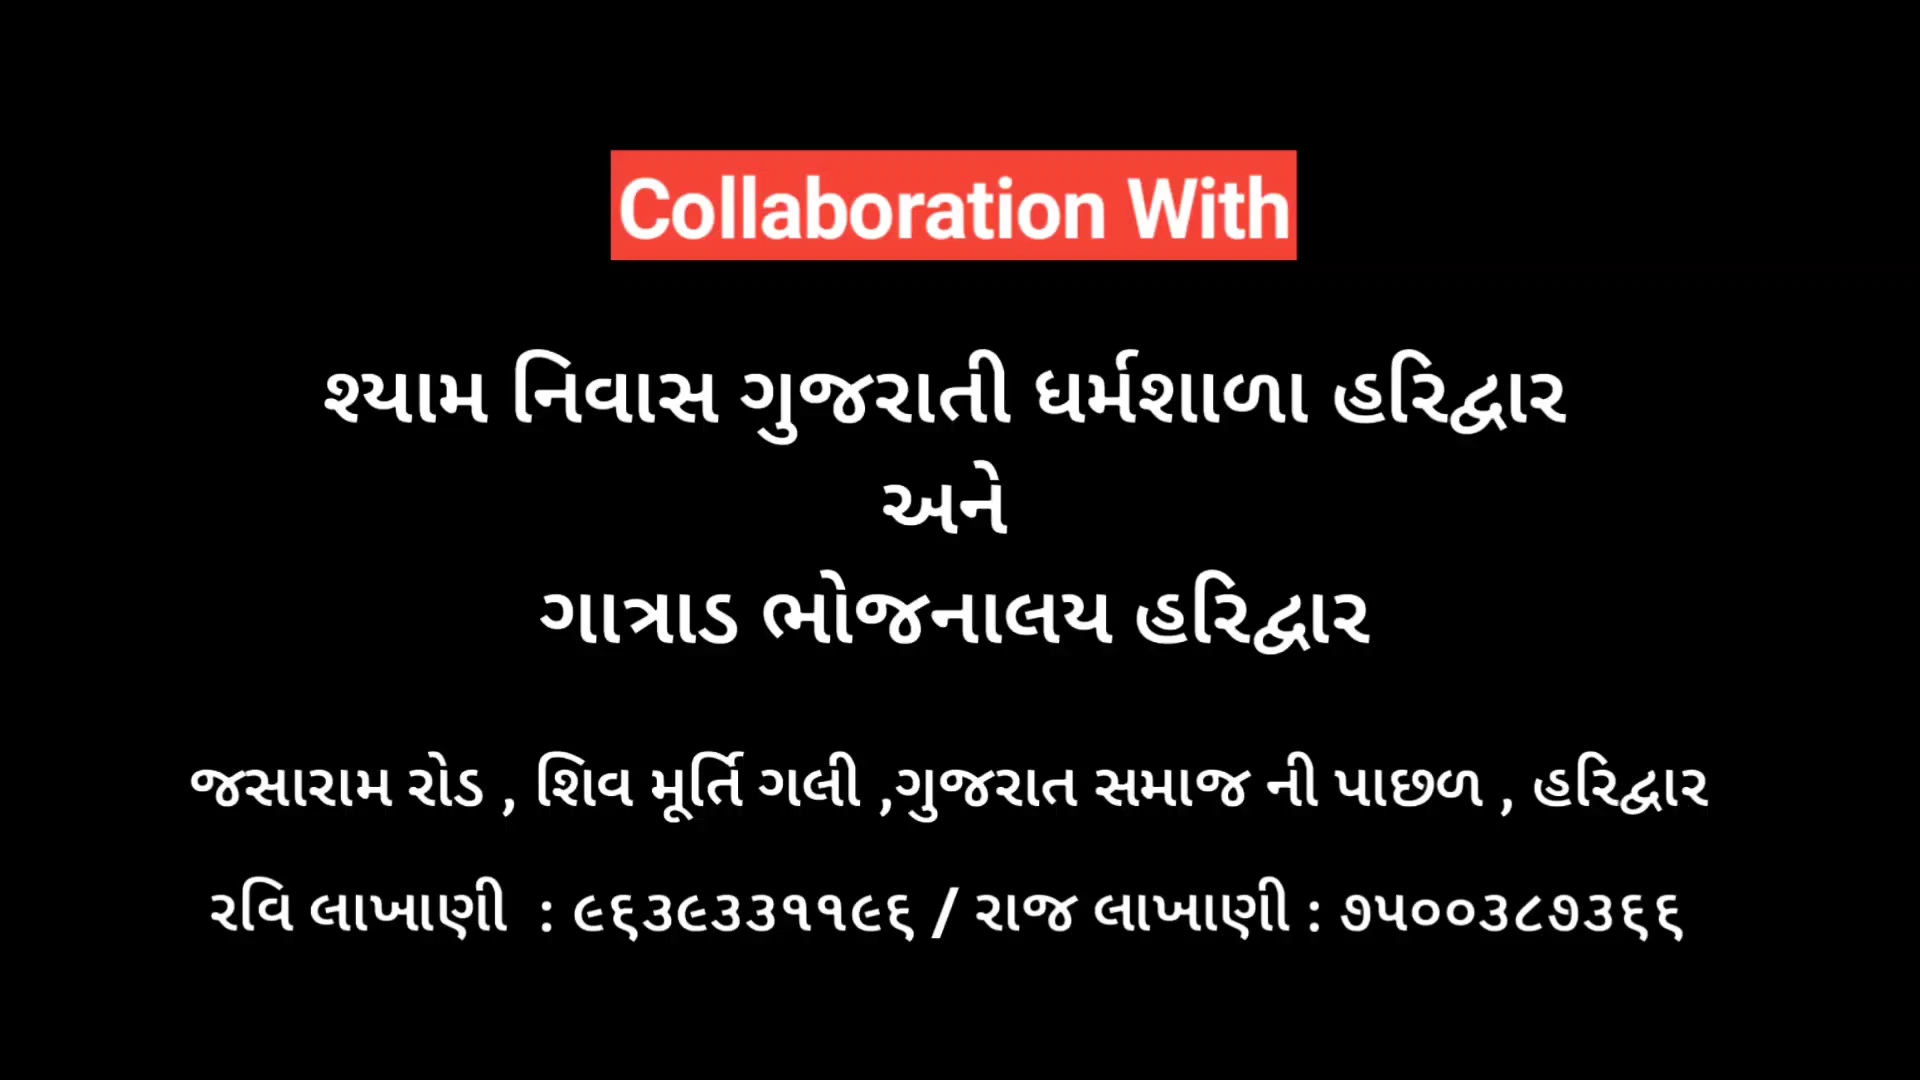 Collaboration With
શ્યામ નિવાસ ગુજરાતી ધર્મશાળા હરિદ્વાર
અને
ગાત્રાડ ભોજનાલય હરિદ્વાર
જસારામ રોડ , શિવ મૂર્તિ ગલી ,ગુજરાત સમાજ ની પાછળ , હરિદ્વાર
રવિ લાખાણી : ૯૬૩૯૩૩૧૧૯૬ / રાજ લાખાણી : ૭૫૦૦૩૮૭૩૬૬